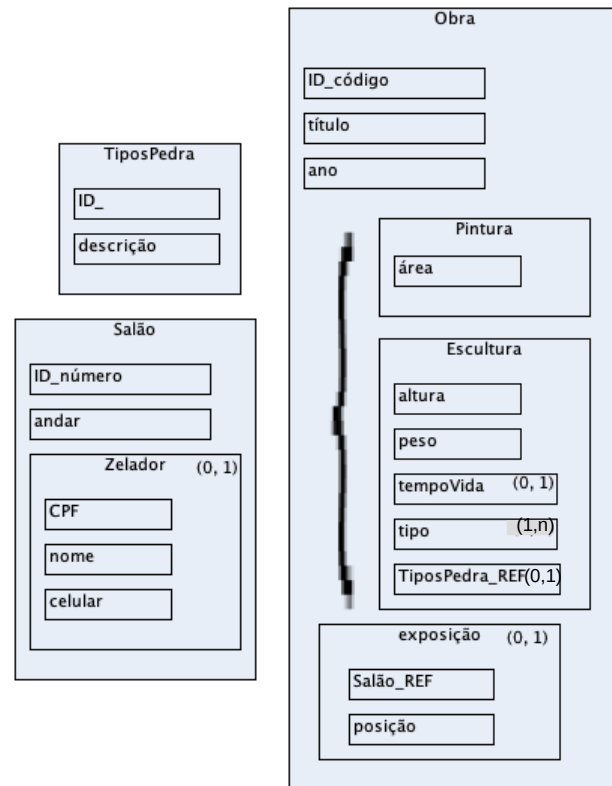 TiposPedra
ID_
descrição
Salão
ID_número
andar
Zelador (0, 1)
CPF
nome
celular
Obra
ID_código
título
ano
Pintura
área
Escultura
altura
peso
tempoVida (0, 1)
tipo (1,n)
TiposPedra_REF(0,1)
exposição (0, 1)
Salão_REF
posição